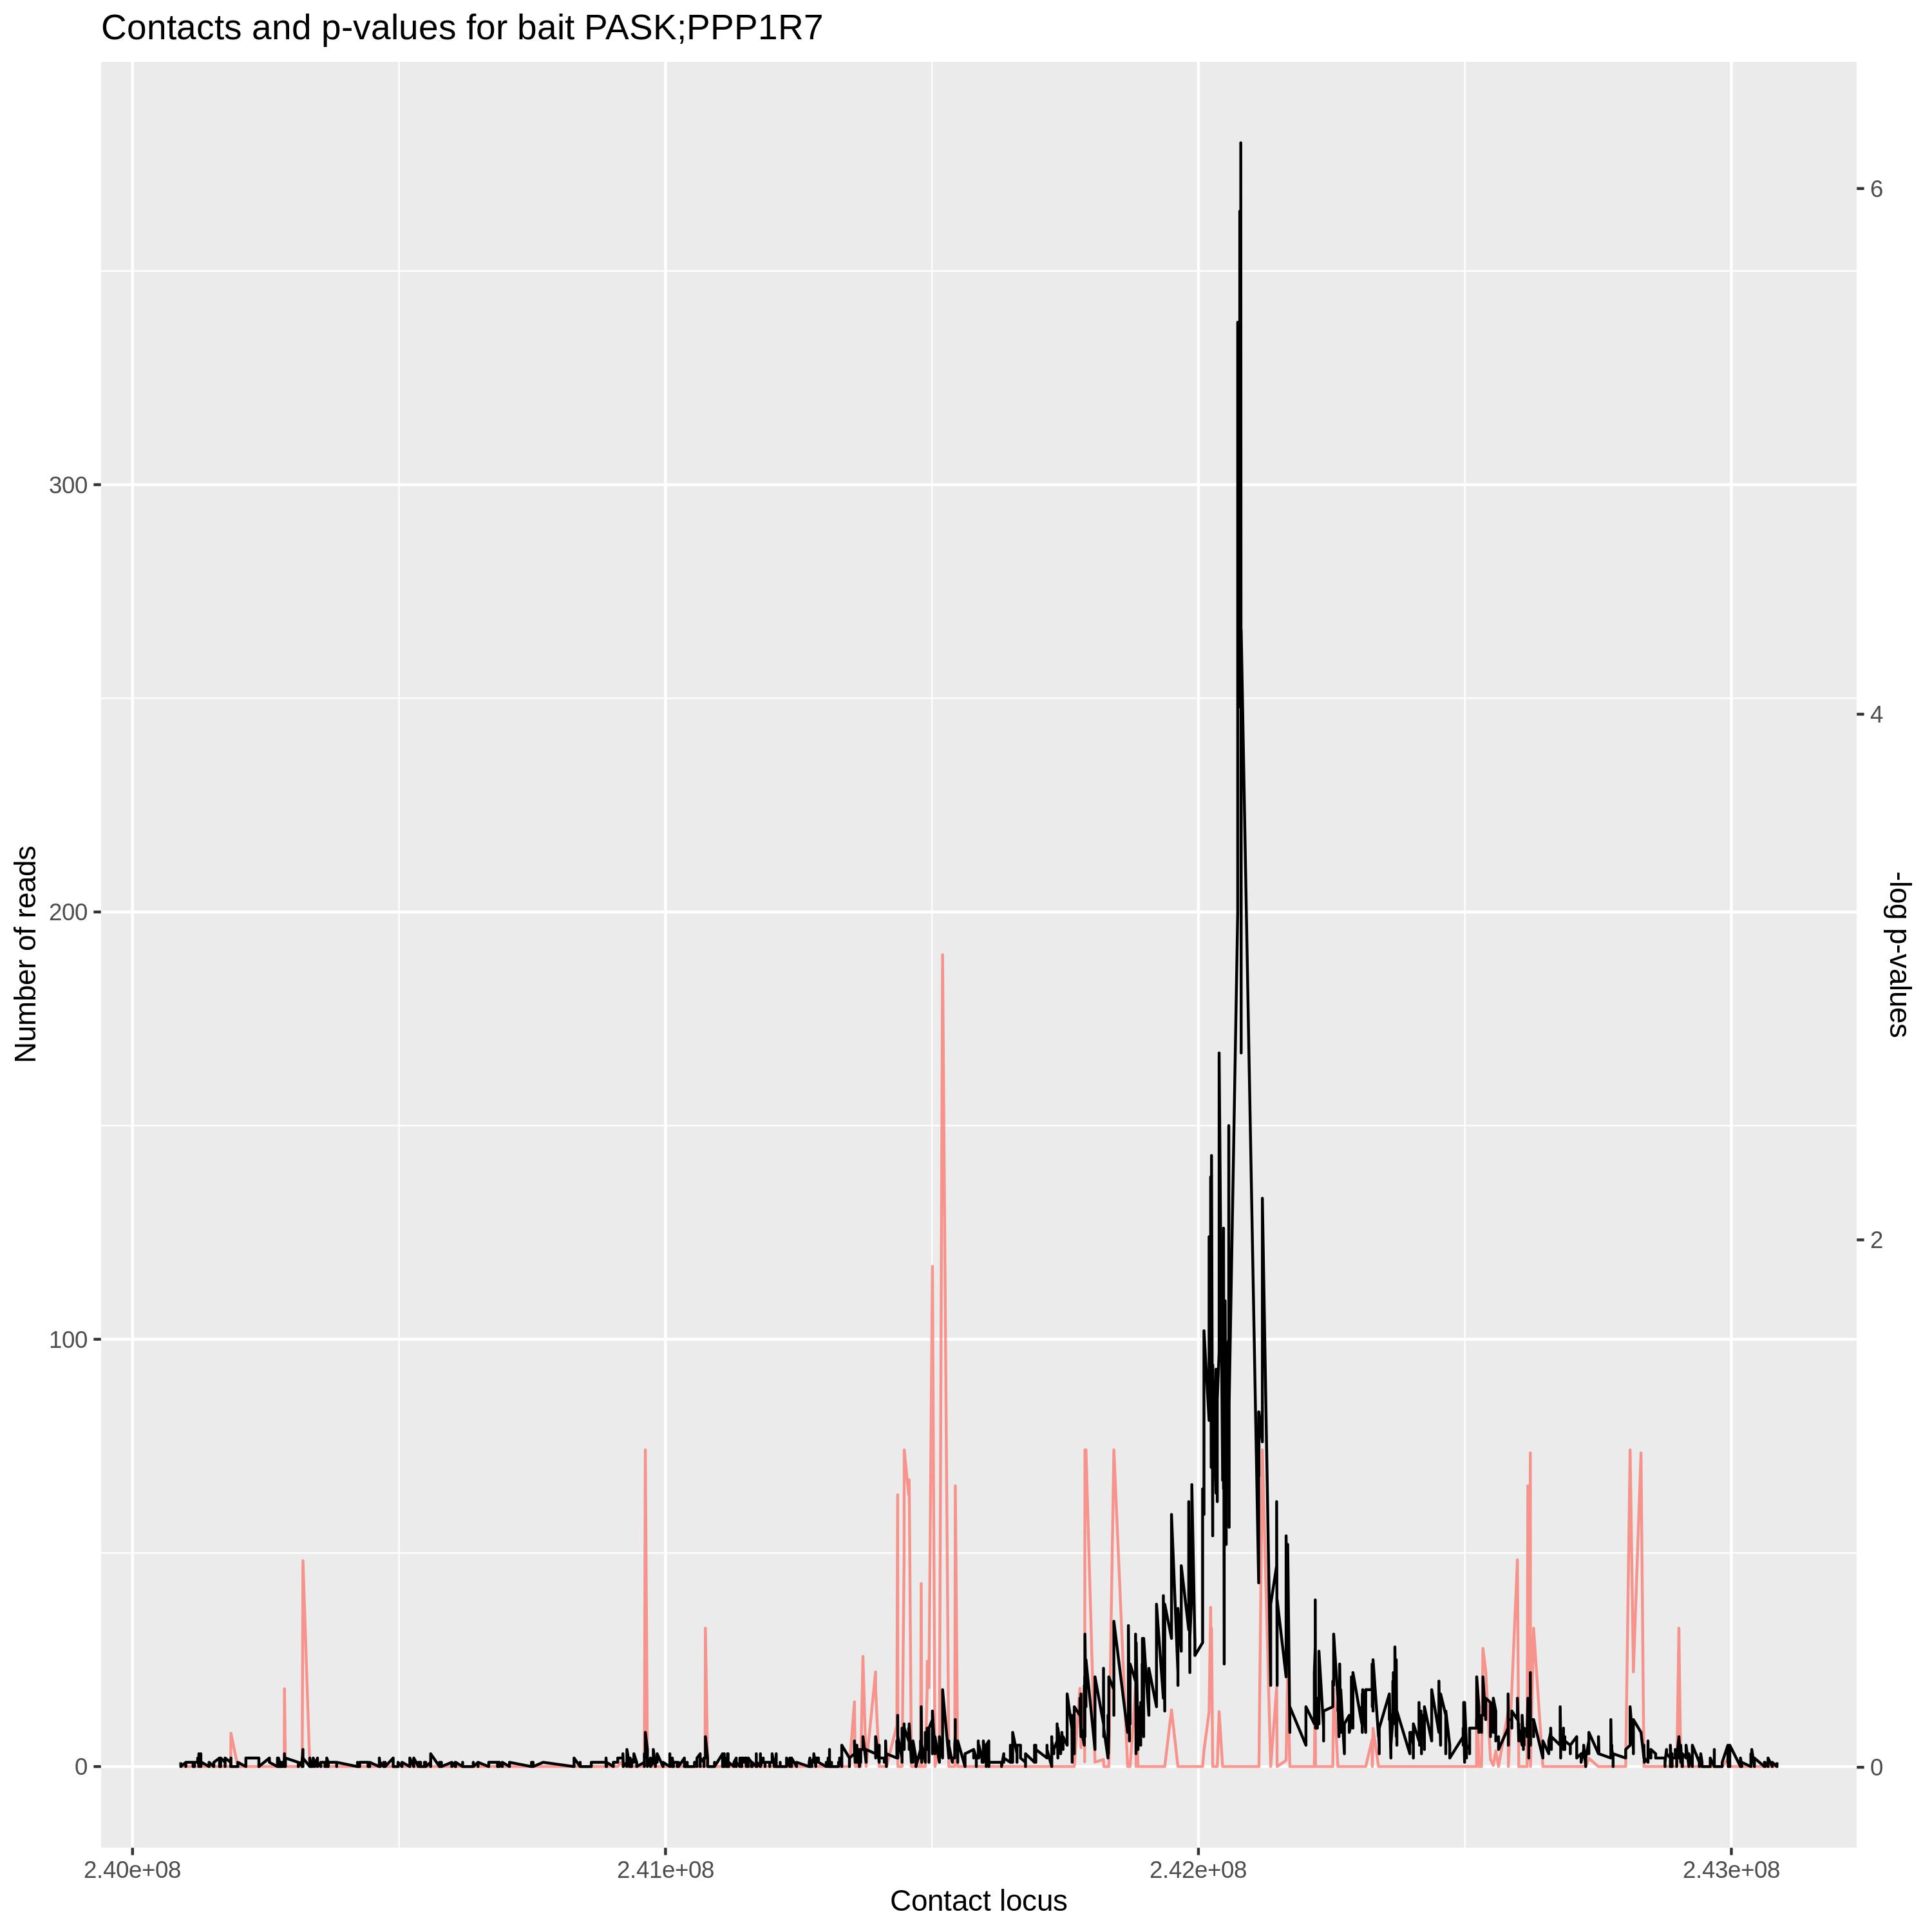 Contacts and p-values for bait PASK;PPP1R7
Number of reads
300
200
100
0
6
4
2
0
-log p-values
2.40e+08
2.41e+08
2.42e+08
2.43e+08
Contact locus